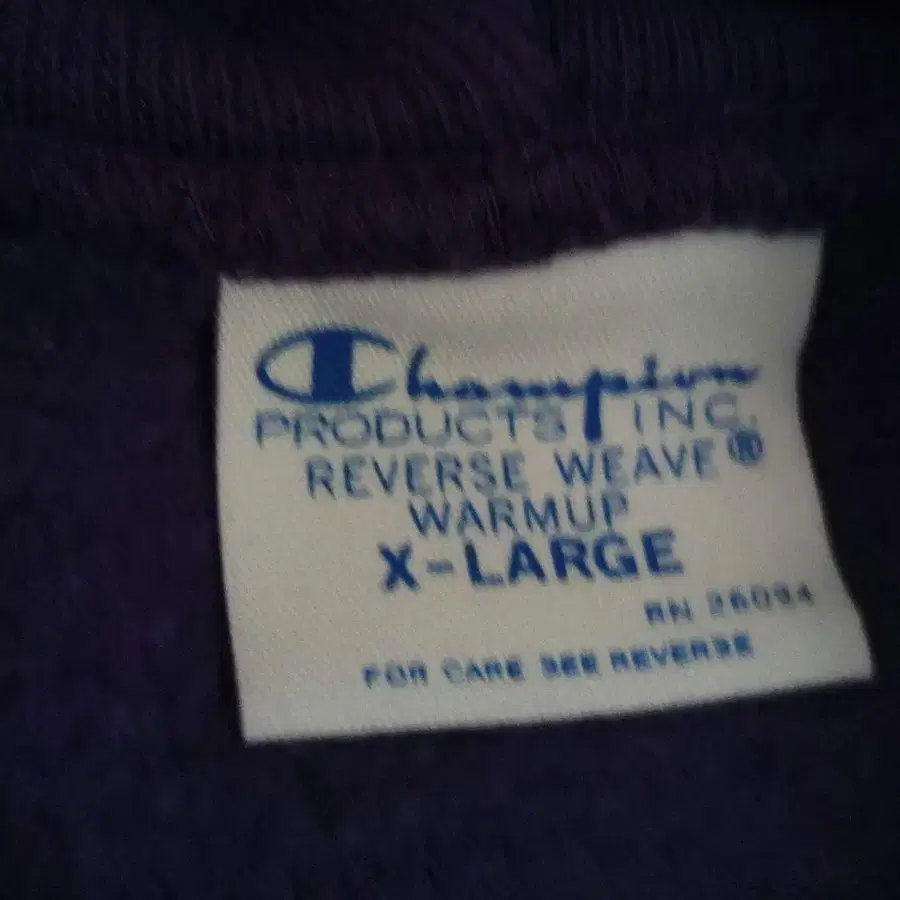 Champion
PRODUCTS INC.
REVERSE WEAVE®
WARMUP
X-LARGE
RN 26094
FOR CARE SEE REVERSE